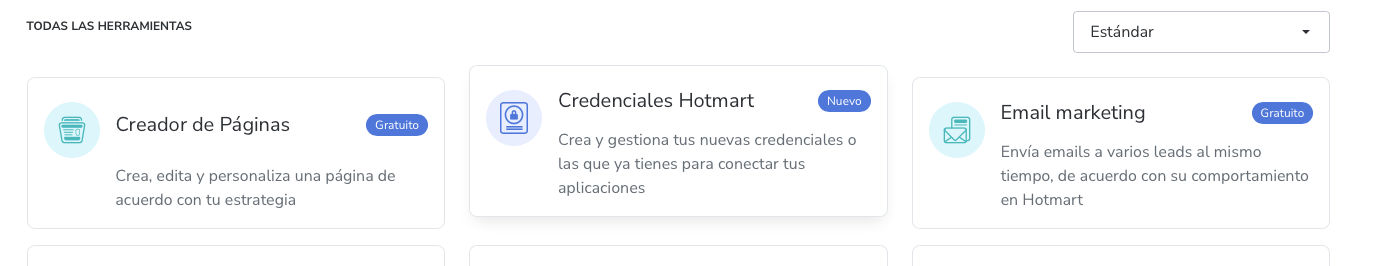 TODAS LAS HERRAMIENTAS
Estándar
Creador de Páginas
Gratuito
Crea, edita y personaliza una página de
acuerdo con tu estrategia
Credenciales Hotmart
Nuevo
Crea y gestiona tus nuevas credenciales o
las que ya tienes para conectar tus
aplicaciones
Email marketing
Gratuito
Envía emails a varios leads al mismo
tiempo, de acuerdo con su comportamiento
en Hotmart